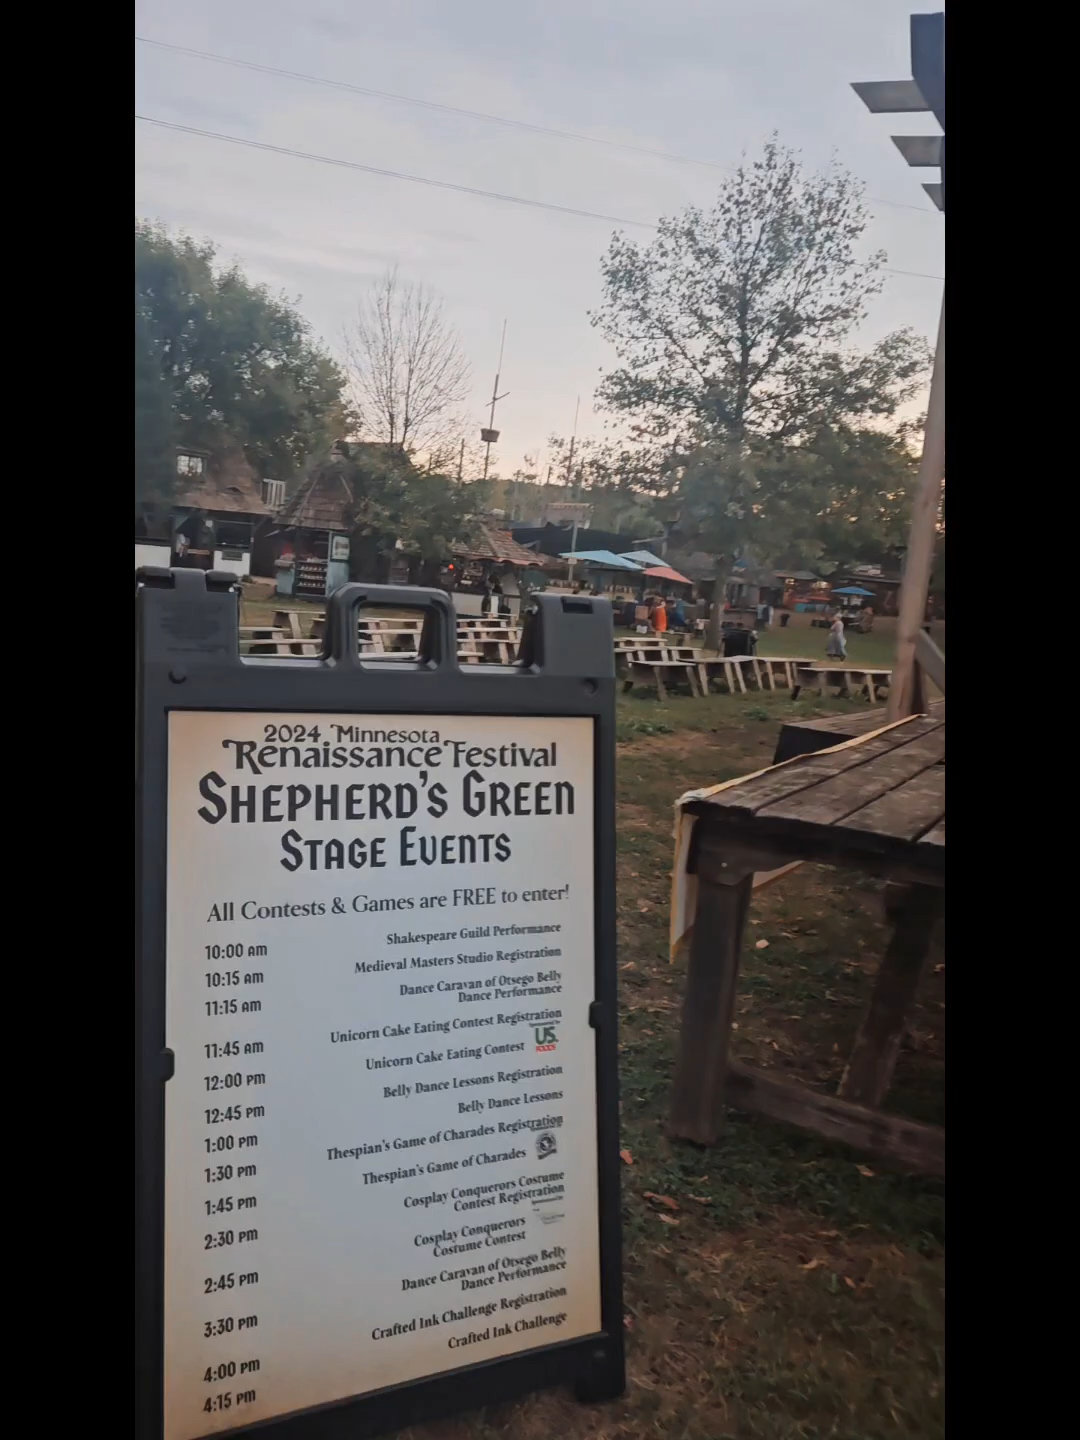 2024 Minnesota
Renaissance Festival
Shepherd's Green
Stage Events
All Contests & Games are FREE to enter!
10:00 am Shakespeare Guild Performance
10:15 am Medieval Masters Studio Registration
11:15 am Dance Caravan of Otsego Belly
Dance Performance
11:45 am Unicorn Cake Eating Contest Registration
12:00 pm Unicorn Cake Eating Contest
Sponsored by
US.
FOODS
12:45 pm Belly Dance Lessons Registration
1:00 pm Belly Dance Lessons
1:30 pm Thespian's Game of Charades Registration
1:45 pm Thespian's Game of Charades
2:30 pm Cosplay Conquerors Costume
Contest Registration
2:45 pm Cosplay Conquerors
Costume Contest
3:30 pm Dance Caravan of Otsego Belly
Dance Performance
4:00 pm Crafted Ink Challenge Registration
4:15 pm Crafted Ink Challenge